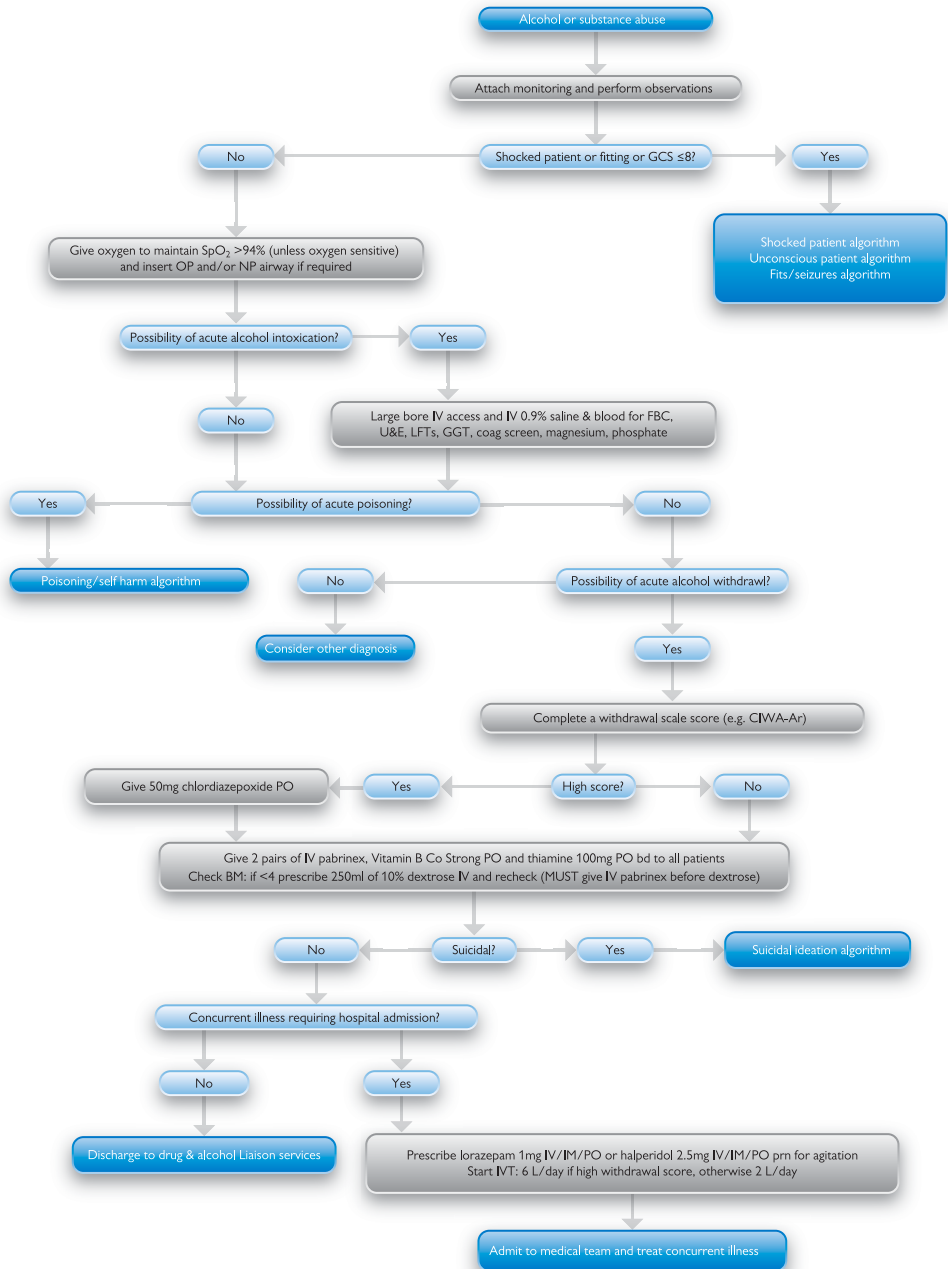 Alcohol or substance abuse
Attach monitoring and perform observations
No
Shocked patient or fitting or GCS ≤8?
Yes
Give oxygen to maintain SpO₂ >94% (unless oxygen sensitive)
and insert OP and/or NP airway if required
Shocked patient algorithm
Unconscious patient algorithm
Fits/seizures algorithm
Possibility of acute alcohol intoxication?
Yes
No
Large bore IV access and IV 0.9% saline & blood for FBC,
U&E, LFTs, GGT, coag screen, magnesium, phosphate
Yes
Possibility of acute poisoning?
No
Poisoning/self harm algorithm
No
Possibility of acute alcohol withdrawl?
Consider other diagnosis
Yes
Complete a withdrawal scale score (e.g. CIWA-Ar)
Give 50mg chlordiazepoxide PO
Yes
High score?
No
Give 2 pairs of IV pabrinex, Vitamin B Co Strong PO and thiamine 100mg PO bd to all patients
Check BM: if <4 prescribe 250ml of 10% dextrose IV and recheck (MUST give IV pabrinex before dextrose)
No
Suicidal?
Yes
Suicidal ideation algorithm
Concurrent illness requiring hospital admission?
No
Yes
Discharge to drug & alcohol Liaison services
Prescribe lorazepam 1mg IV/IM/PO or halperidol 2.5mg IV/IM/PO prn for agitation
Start IVT: 6 L/day if high withdrawal score, otherwise 2 L/day
Admit to medical team and treat concurrent illness